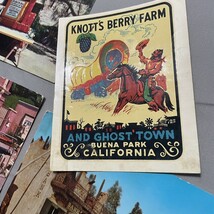 KNOTT'S BERRY FARM
AND GHOST TOWN
BUENA PARK
CALIFORNIA